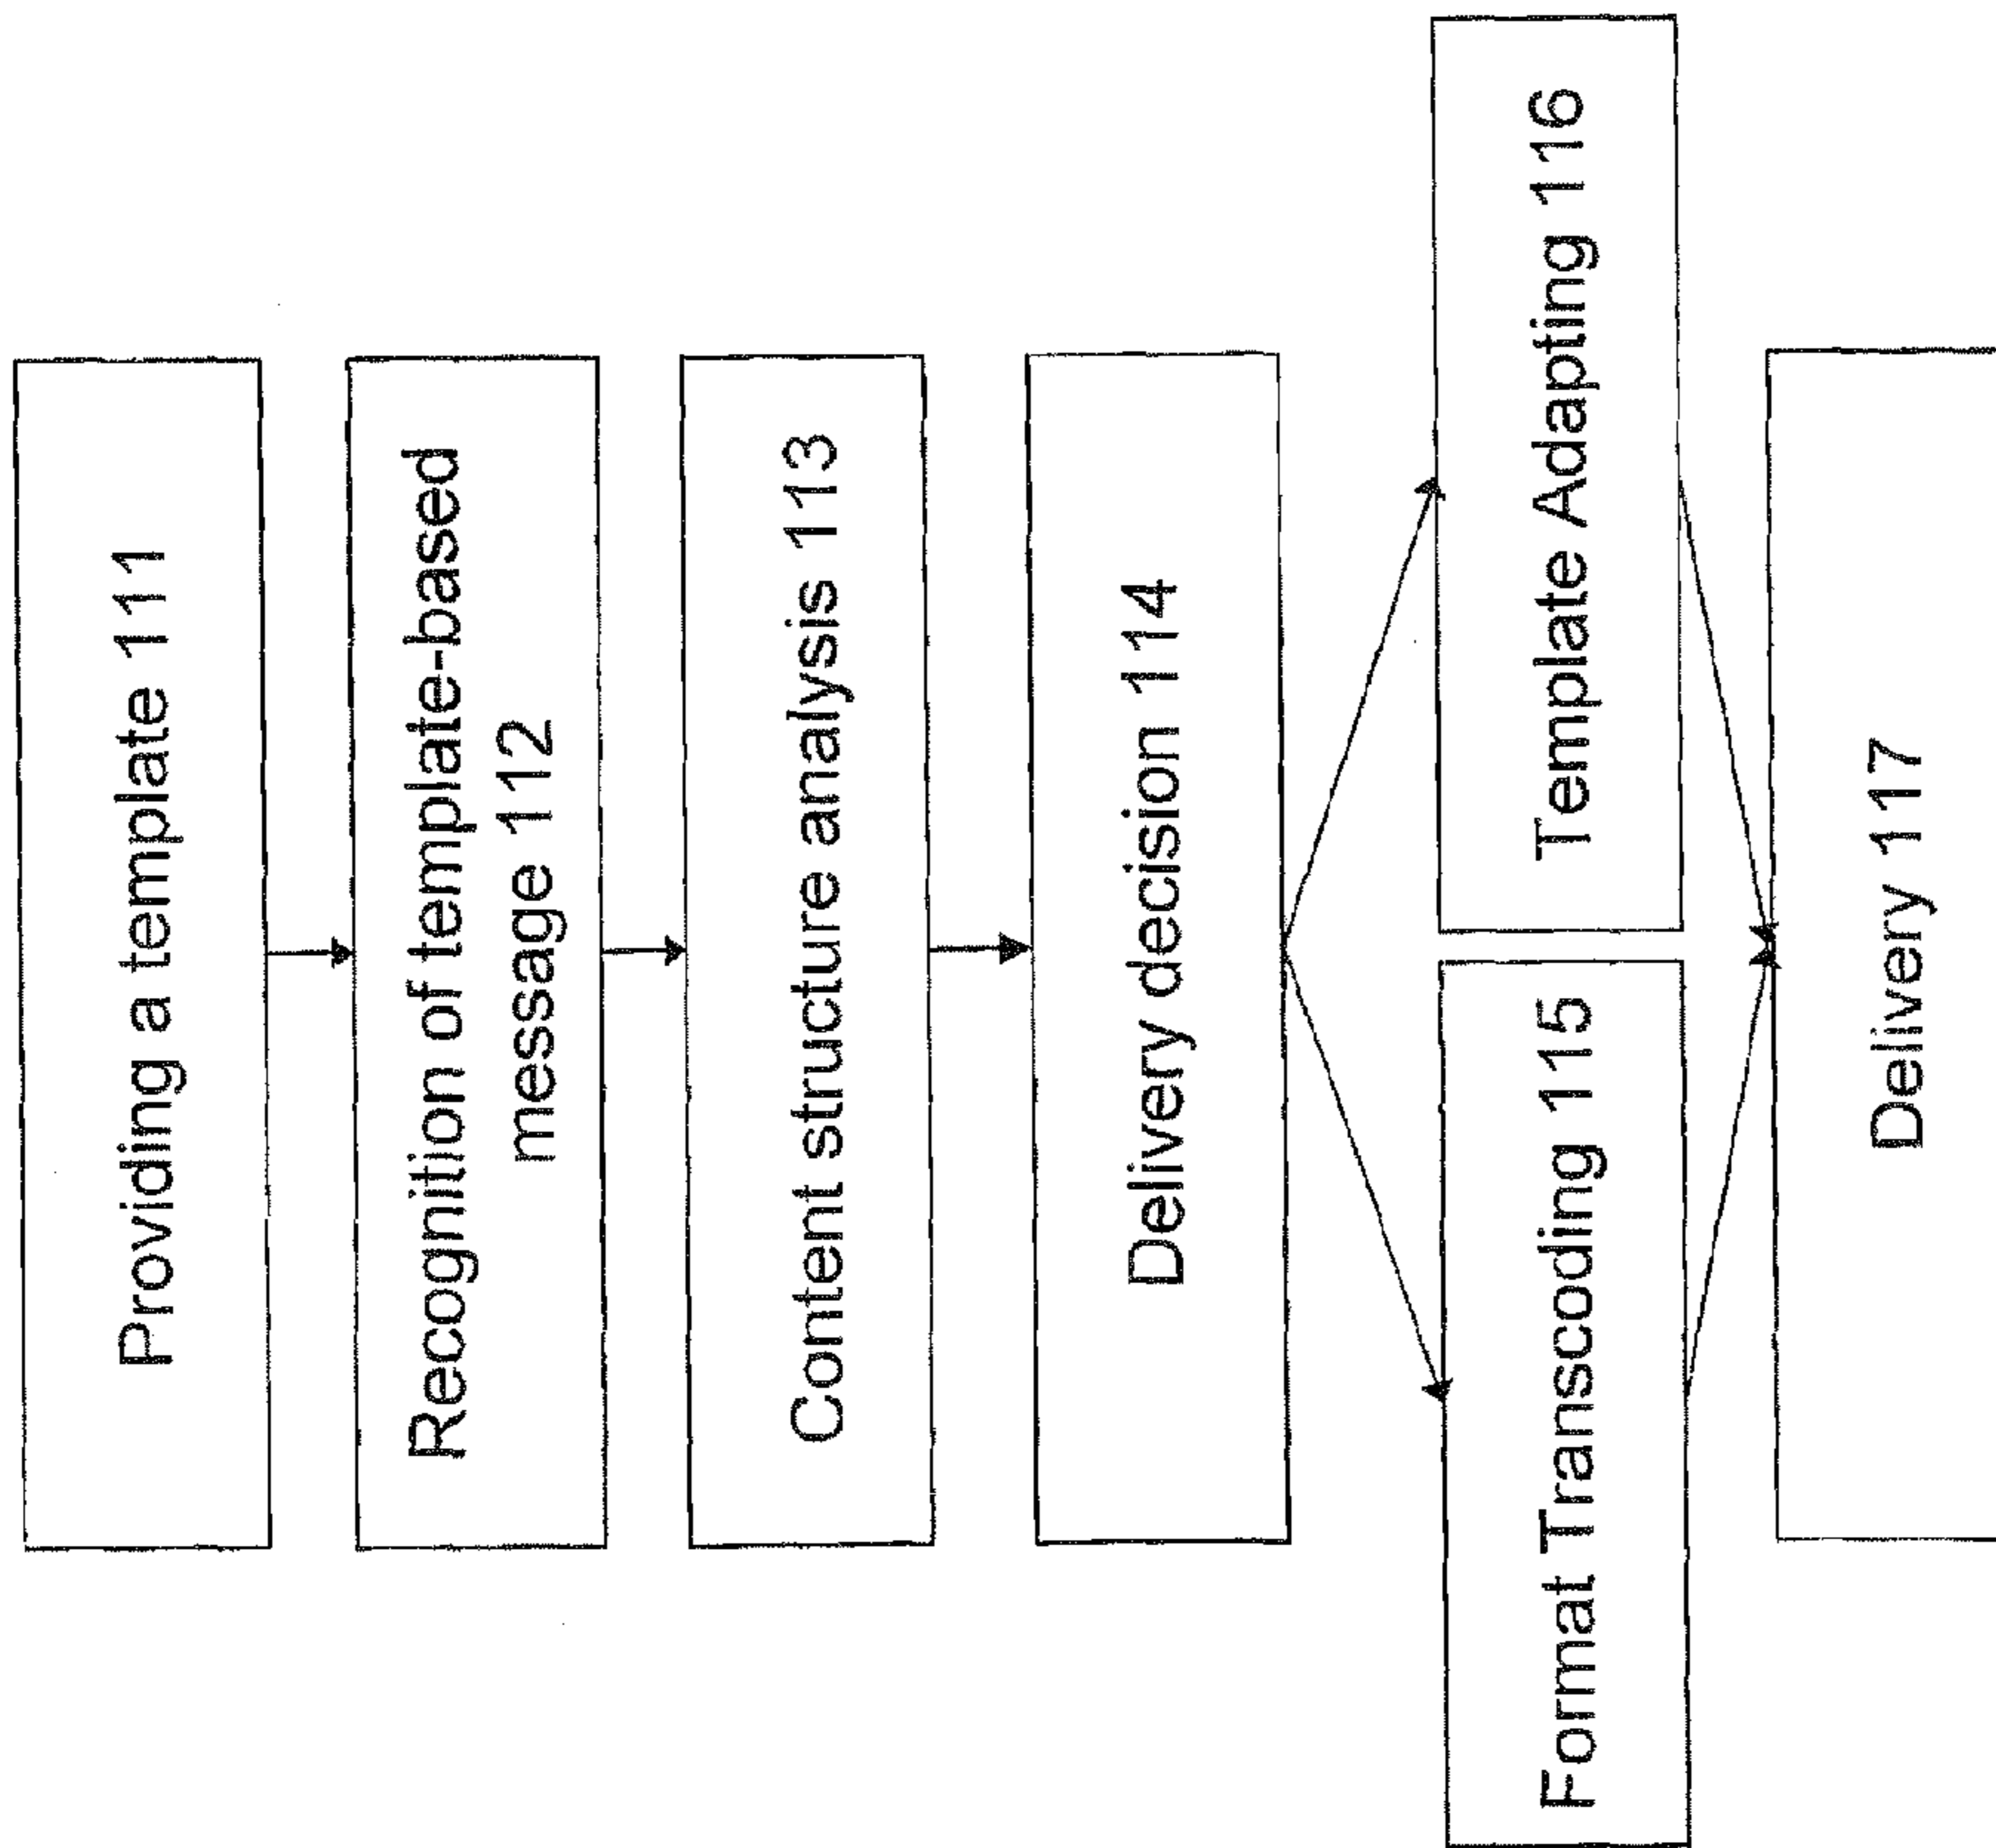 Providing a template 111
Recognition of template-based
message 112
Content structure analysis 113
Delivery decision 114
Format Transcoding 115
Template Adapting 116
Delivery 117